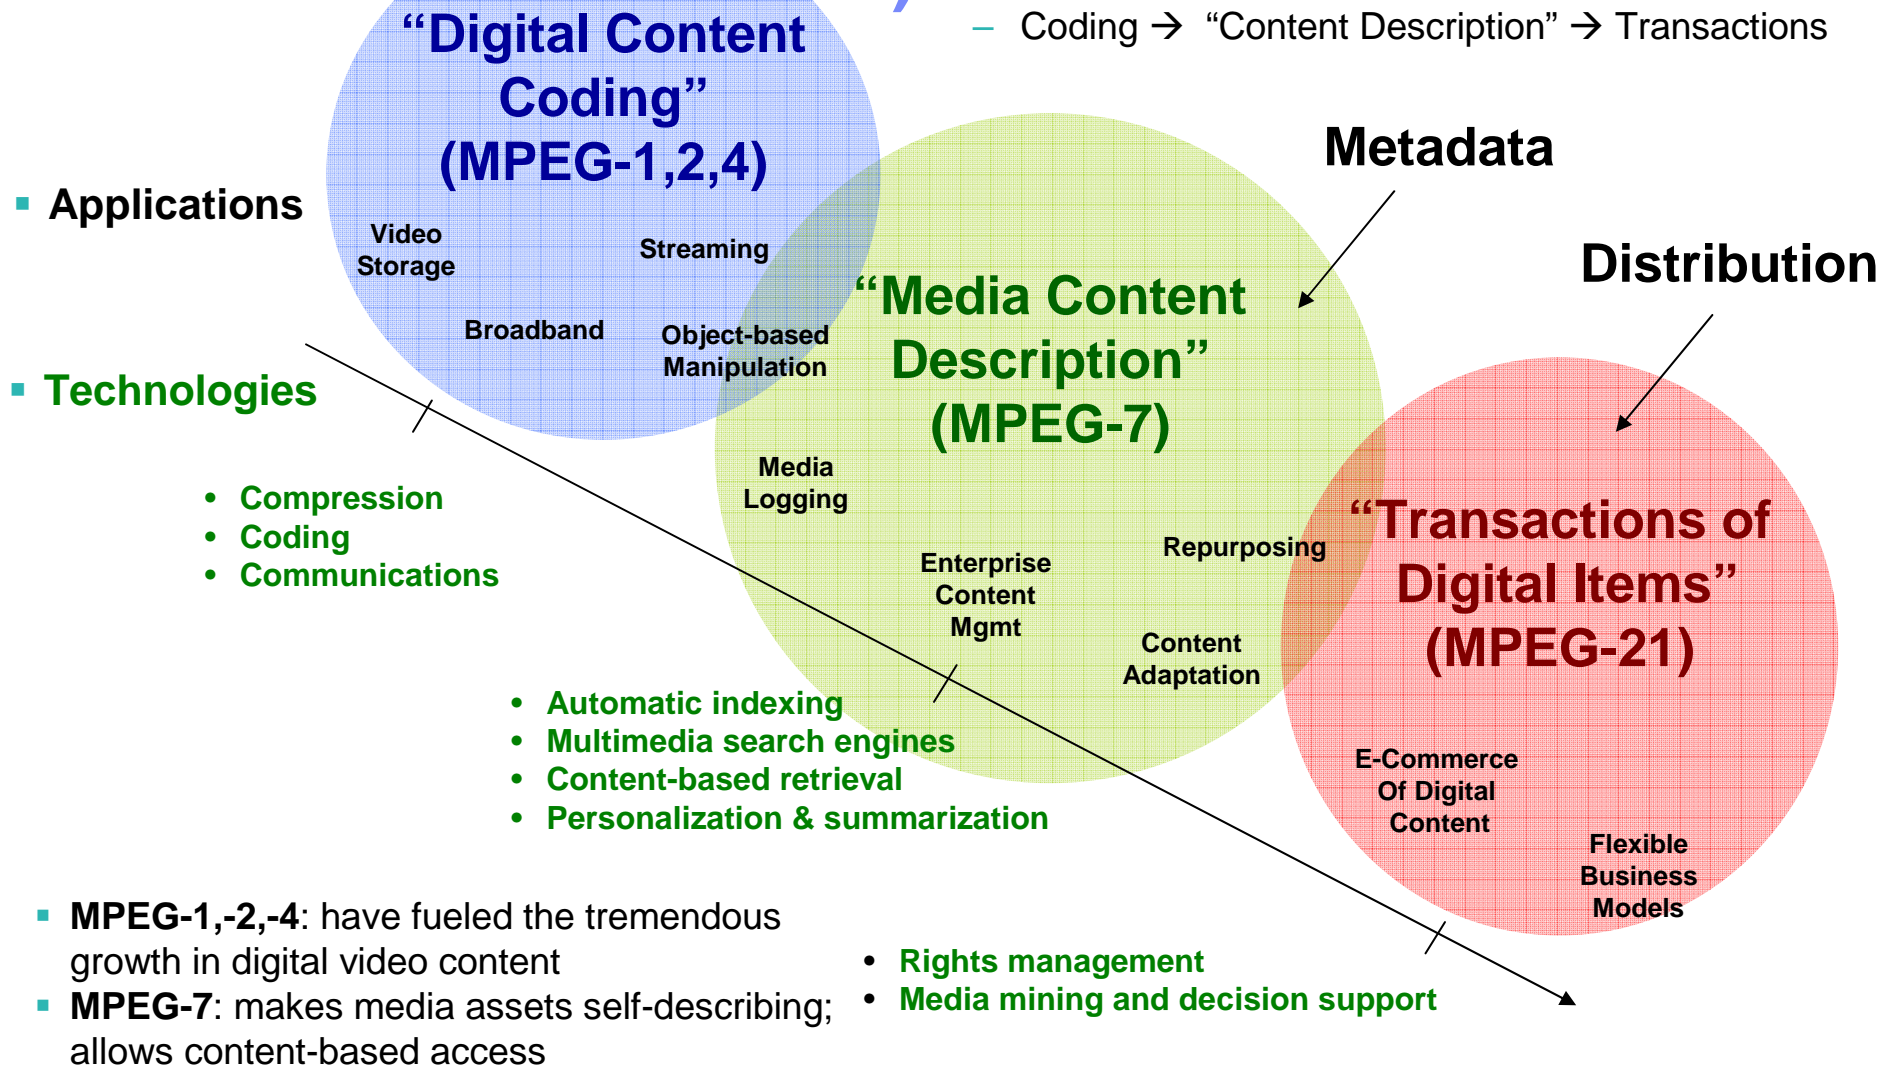 – Coding → “Content Description” → Transactions
“Digital Content
Coding”
(MPEG-1,2,4)
Metadata
▪ Applications
Video
Storage
Streaming
Distribution
Broadband
Object-based
Manipulation
“Media Content
Description”
(MPEG-7)
▪ Technologies
Media
Logging
• Compression
• Coding
• Communications
Enterprise
Content
Mgmt
Repurposing
Content
Adaptation
“Transactions of
Digital Items”
(MPEG-21)
• Automatic indexing
• Multimedia search engines
• Content-based retrieval
• Personalization & summarization
E-Commerce
Of Digital
Content
Flexible
Business
Models
▪ MPEG-1,-2,-4: have fueled the tremendous
growth in digital video content
▪ MPEG-7: makes media assets self-describing;
allows content-based access
• Rights management
• Media mining and decision support